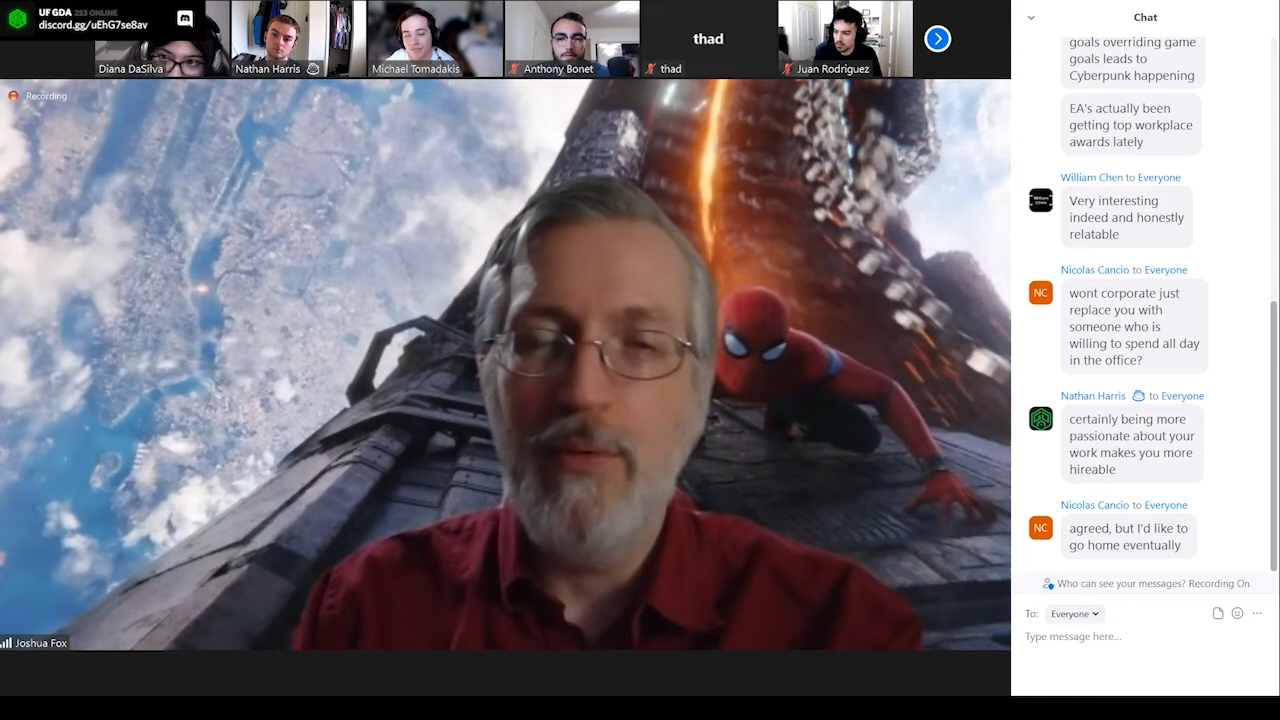 UF GDA 253 ONLINE
discord.gg/uEhG7se8av
Diana DaSilva
Nathan Harris
Michael Tomadakis
Anthony Bonet
thad
thad
Juan Rodriguez
Recording
Joshua Fox
Chat
goals overriding game
goals leads to
Cyberpunk happening
EA's actually been
getting top workplace
awards lately
William Chen to Everyone
William
Chen
Very interesting
indeed and honestly
relatable
Nicolas Cancio to Everyone
NC
wont corporate just
replace you with
someone who is
willing to spend all day
in the office?
Nathan Harris to Everyone
certainly being more
passionate about your
work makes you more
hireable
Nicolas Cancio to Everyone
NC
agreed, but I'd like to
go home eventually
Who can see your messages? Recording On
To: Everyone
Type message here...